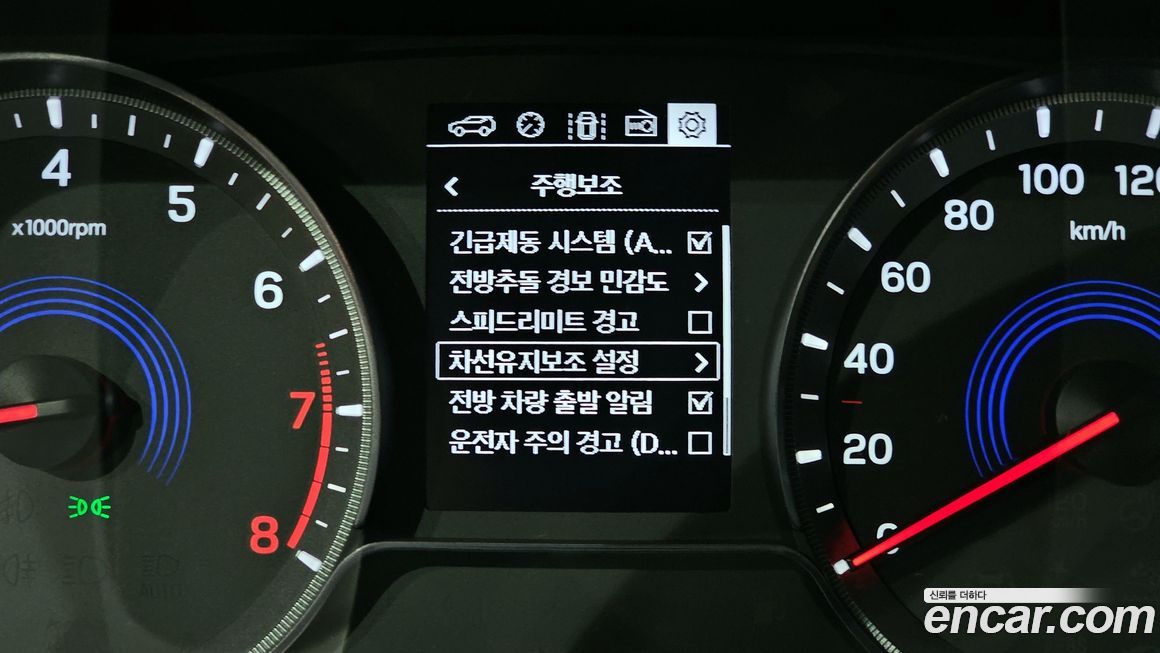 주행보조
긴급제동 시스템 (A...
전방추돌 경보 민감도
스피드리미트 경고
차선유지보조 설정
전방 차량 출발 알림
운전자 주의 경고 (D...
4
5
6
7
8
x1000rpm
0
20
40
60
80
100
120
km/h
AUTO
신뢰를 더하다
encar.com